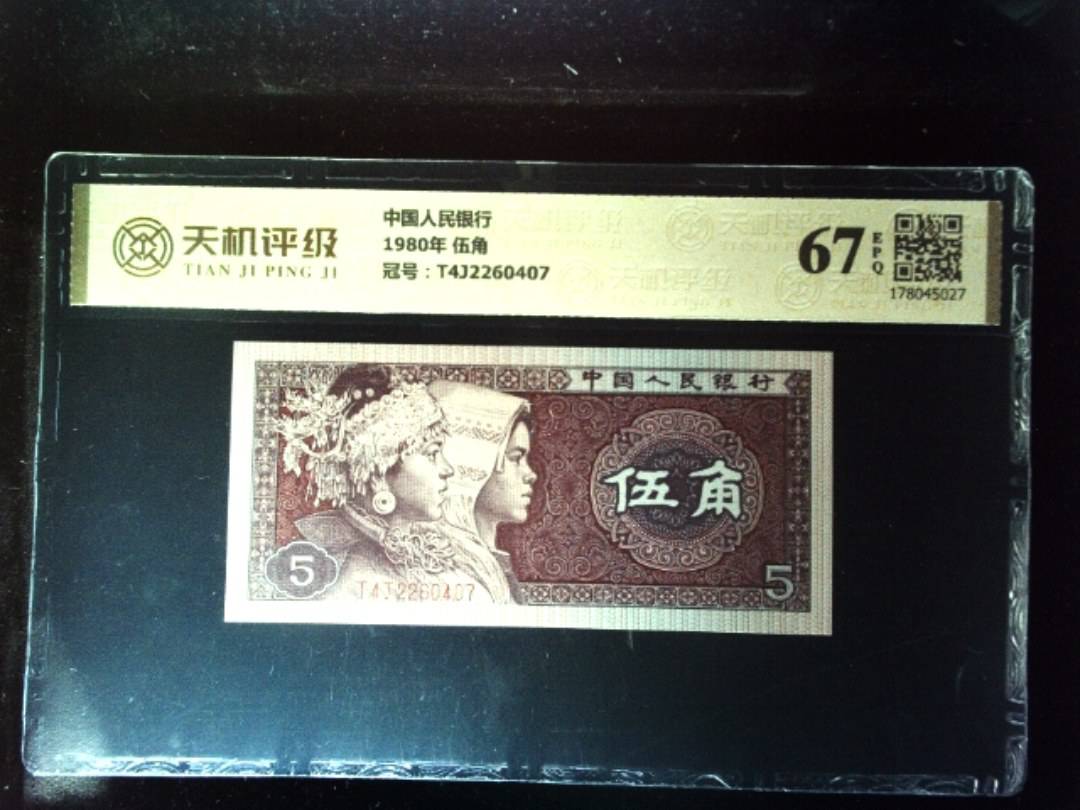 天机评级
TIAN JI PING JI
中国人民银行
1980年 伍角
冠号：T4J2260407
67
EPQ
178045027
中国人民银行
伍角
5
T4J2260407
5